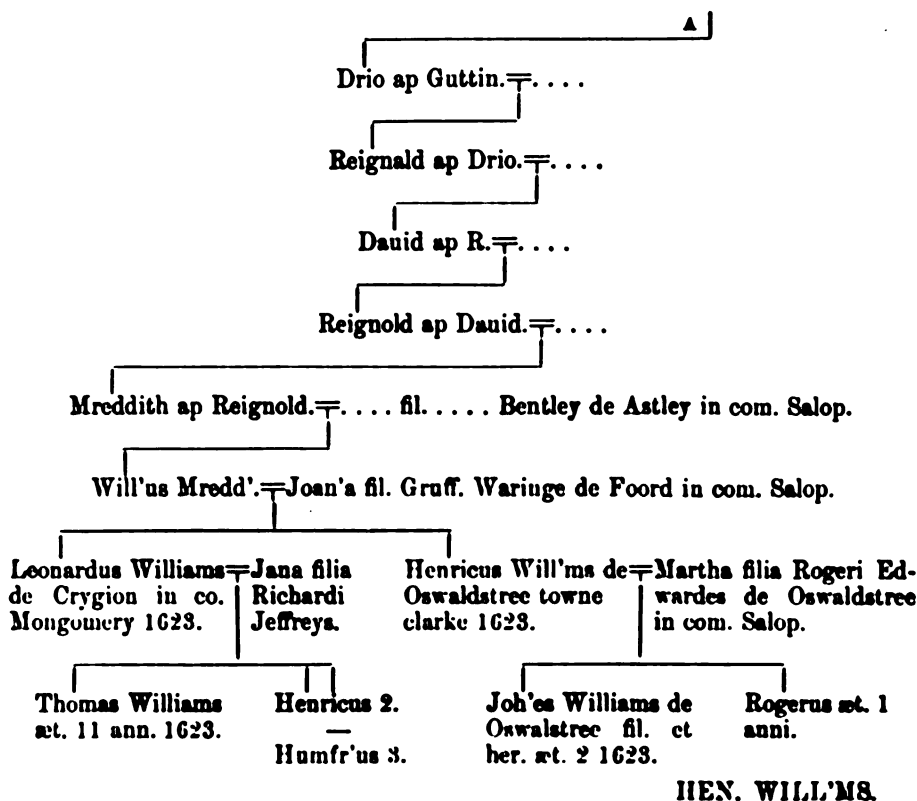 A
Drio ap Guttin.=. . . .
Reignald ap Drio.=. . . .
Dauid ap R.=. . . .
Reignold ap Dauid.=. . . .
Mreddith ap Reignold.=. . . . fil. . . . . Bentley de Astley in com. Salop.
Will'us Mredd'.=Joan'a fil. Gruff. Waringe de Foord in com. Salop.
Leonardus Williams=Jana filia
de Crygion in co. Richardi
Mongomery 1623. Jeffreys.
Henricus Will'ms de=Martha filia Rogeri Ed-
Oswaldstree towne wardes de Oswaldstree
clarke 1623. in com. Salop.
Thomas Williams
æt. 11 ann. 1623.
Henricus 2.
—
Humfr'us 3.
Joh'es Williams de
Oswalstree fil. et
her. æt. 2 1623.
Rogerus æt. 1
anni.
HEN. WILL'MS.